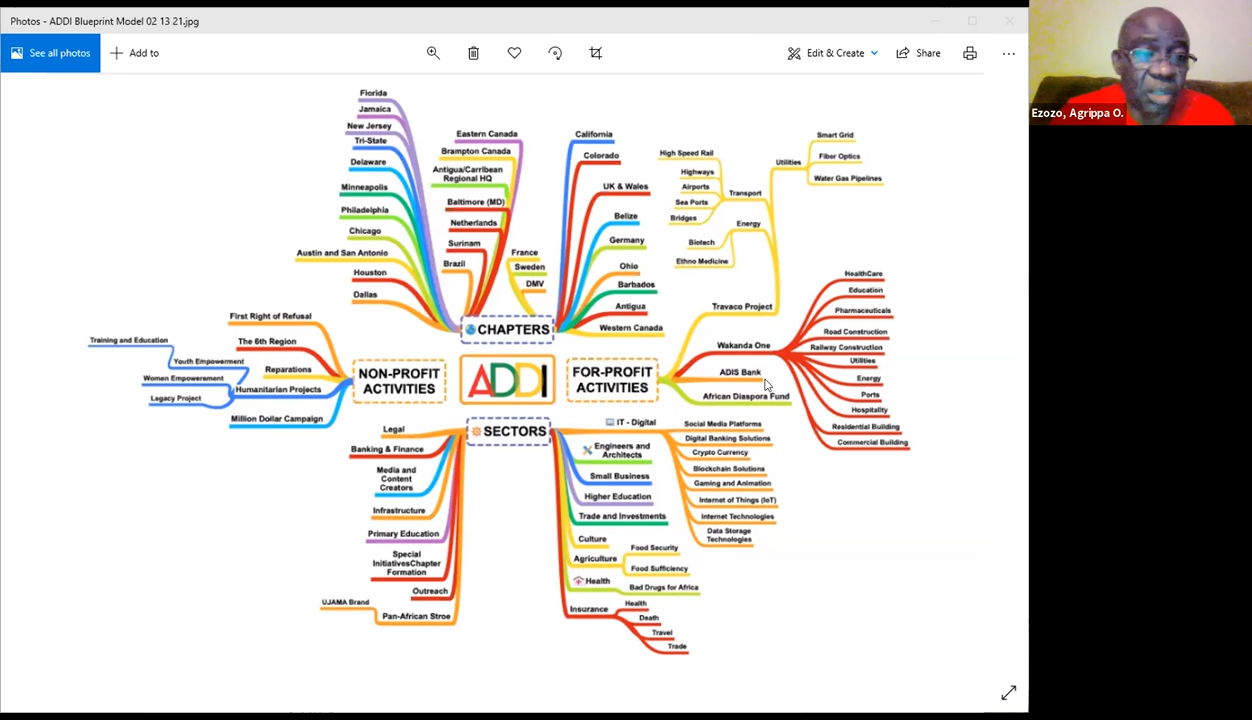 Photos - ADDI Blueprint Model 02 13 21.jpg
See all photos
Add to
Edit & Create
Share
Ezozo, Agrippa O.
Florida
Jamaica
New Jersey
Tri-State
Delaware
Minneapolis
Philadelphia
Chicago
Austin and San Antonio
Houston
Dallas
Eastern Canada
Brampton Canada
Antigua/Carrlbean
Regional HQ
Baltimore (MD)
Netherlands
Surinam
Brazil
France
Sweden
DMV
California
Colorado
UK & Wales
Belize
Germany
Ohio
Barbados
Antigua
Western Canada
CHAPTERS
High Speed Rail
Highways
Airports
Sea Ports
Bridges
Transport
Utilities
Smart Grid
Fiber Optics
Water Gas Pipelines
Energy
Biotech
Ethno Medicine
Travaco Project
Wakanda One
ADIS Bank
African Diaspora Fund
HealthCare
Education
Pharmaceuticals
Road Construction
Railway Construction
Utilities
Energy
Ports
Hospitality
Residential Building
Commercial Building
First Right of Refusal
The 6th Region
Reparations
Humanitarian Projects
Million Dollar Campaign
Training and Education
Youth Empowerment
Women Empowerement
Legacy Project
NON-PROFIT
ACTIVITIES
ADDI
FOR-PROFIT
ACTIVITIES
SECTORS
Legal
Banking & Finance
Media and
Content
Creators
Infrastructure
Primary Education
Special
InitiativesChapter
Formation
Outreach
UJAMA Brand
Pan-African Stroe
IT - Digital
Engineers and
Architects
Small Business
Higher Education
Trade and Investments
Culture
Agriculture
Food Security
Food Sufficiency
Health
Bad Drugs for Africa
Insurance
Health
Death
Travel
Trade
Social Media Platforms
Digital Banking Solutions
Crypto Currency
Blockchain Solutions
Gaming and Animation
Internet of Things (IoT)
Internet Technologies
Data Storage
Technologies